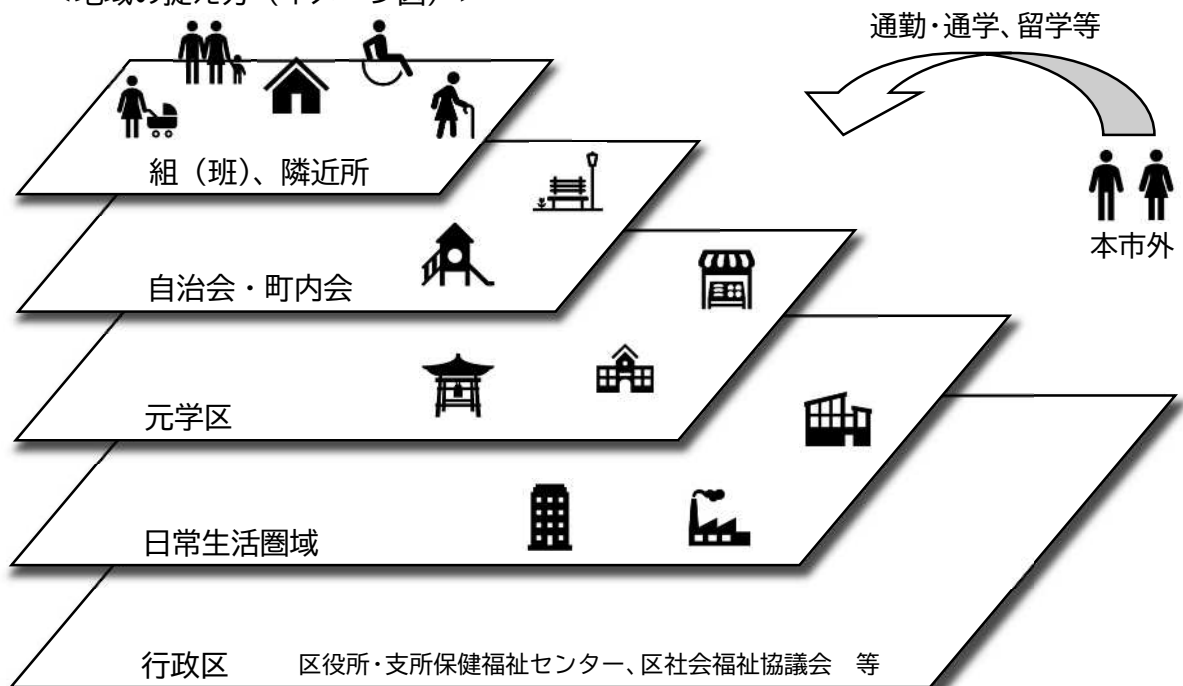 通勤・通学、留学等
組（班）、隣近所
本市外
自治会・町内会
元学区
日常生活圏域
行政区 区役所・支所保健福祉センター、区社会福祉協議会 等